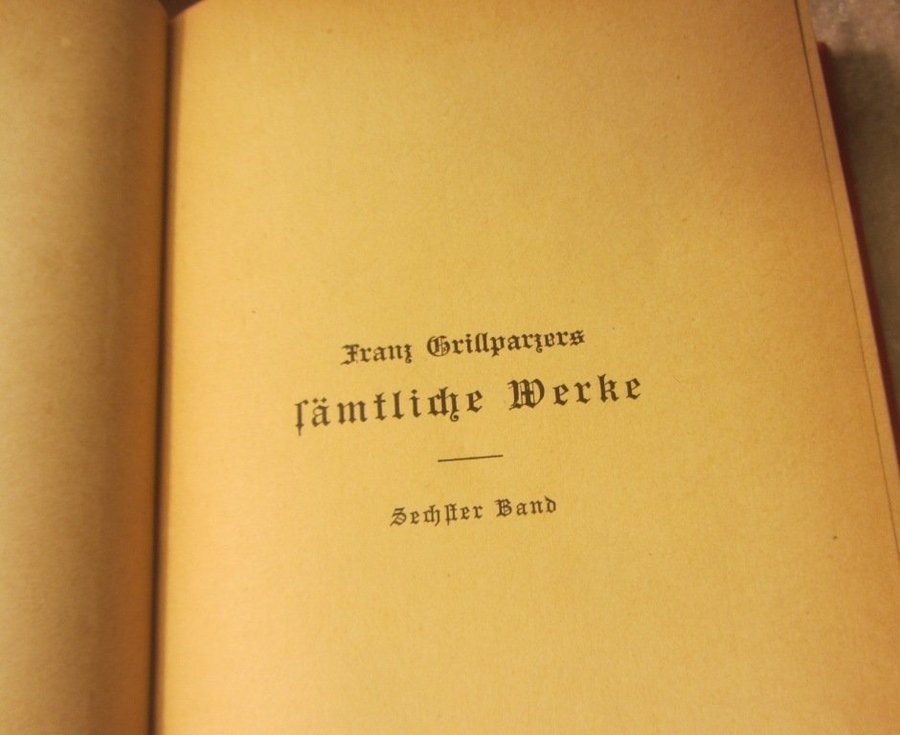 Franz Grillparzers
ſämtliche Werke
Sechſter Band